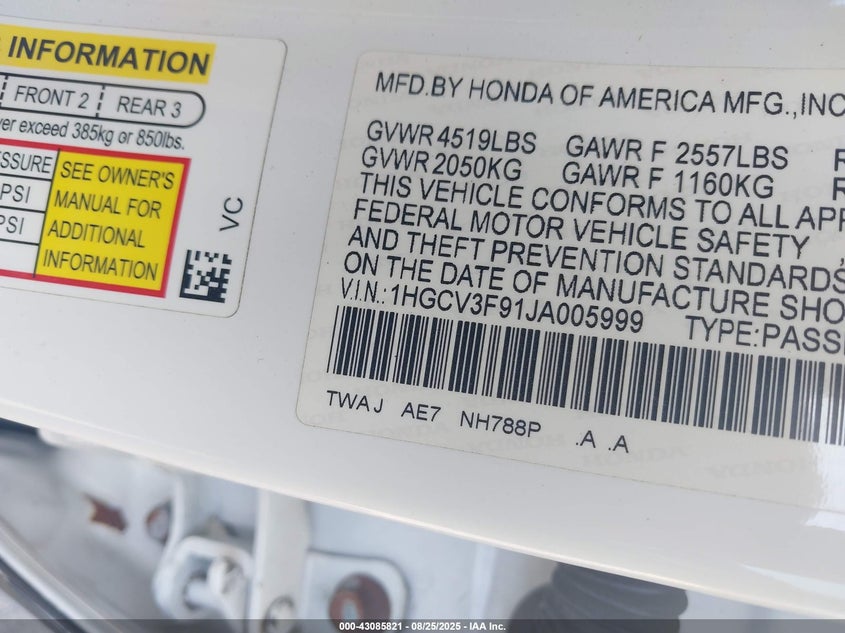 INFORMATION
FRONT 2 REAR 3
exceed 385kg or 850lbs.
SEE OWNER'S
MANUAL FOR
ADDITIONAL
INFORMATION
PSI
PSI
VC
MFD.BY HONDA OF AMERICA MFG.,INC
GVWR 4519LBS GAWR F 2557LBS R
GVWR 2050KG GAWR F 1160KG R
THIS VEHICLE CONFORMS TO ALL APP
FEDERAL MOTOR VEHICLE SAFETY
AND THEFT PREVENTION STANDARDS
ON THE DATE OF MANUFACTURE SHO
V.I.N.: 1HGCV3F91JA005999 TYPE:PASSE
TWAJ AE7 NH788P .A .A
000-43085821 - 08/25/2025 - IAA Inc.